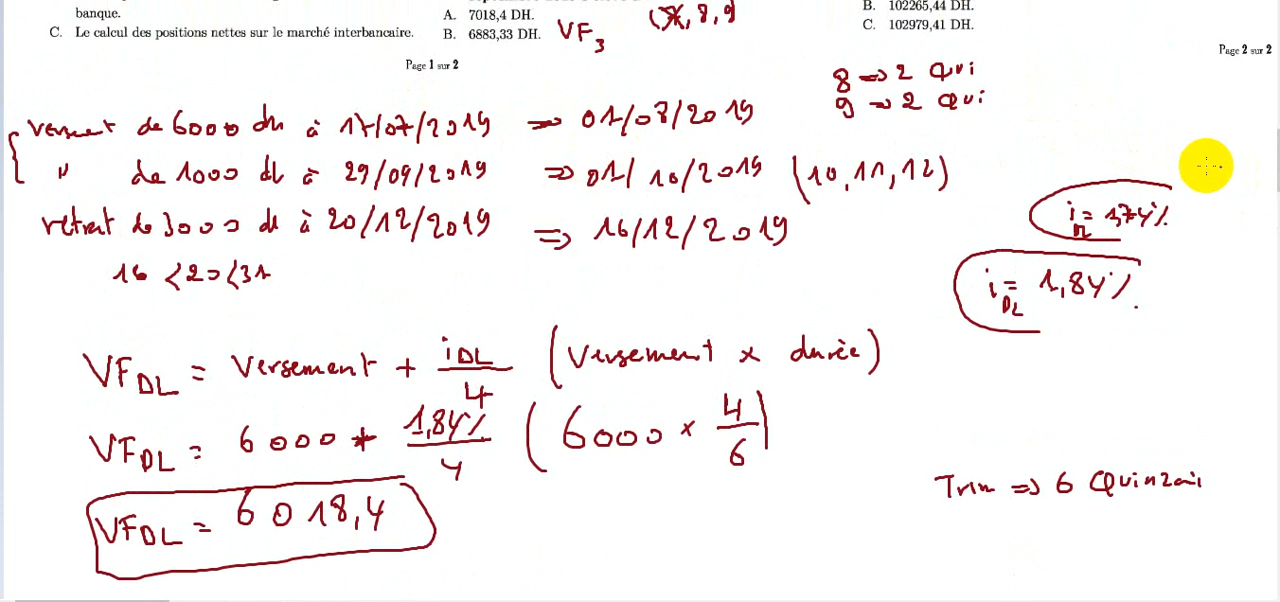 banque.
C. Le calcul des positions nettes sur le marché interbancaire.
A. 7018,4 DH.
B. 6883,33 DH.
VF3 (7, 8, 9
B. 102265,44 DH.
C. 102979,41 DH.
Page 1 sur 2
Page 2 sur 2
8 => 2 Qui
9 => 2 Qui
versement de 6000 dh à 17/07/2019 => 01/08/2019
" de 1000 dh à 29/09/2019 => 01/10/2019 (10,11,12)
retrait de 3000 dh à 20/12/2019 => 16/12/2019
16 <20<31
i DL = 1,84%
VFDL = Versement + iDL/4 (Versement x durée)
VFDL = 6000 + 1,84%/4 (6000 x 4/6)
Trim => 6 Quinzai
VFDL = 6018,4